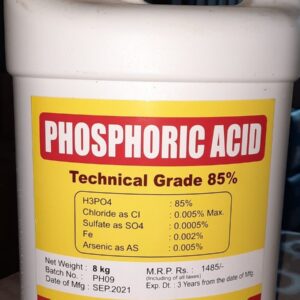 PHOSPHORIC ACID
Technical Grade 85%
H3PO4 : 85%
Chloride as Cl : 0.005% Max.
Sulfate as SO4 : 0.0005%
Fe : 0.002%
Arsenic as AS : 0.005%
Net Weight : 8 kg M.R.P Rs. : 1485/-
Batch No. : PH09 (Including of all taxes)
Date of Mfg : SEP.2021 Exp. Dt : 3 Years from the date of Mfg.